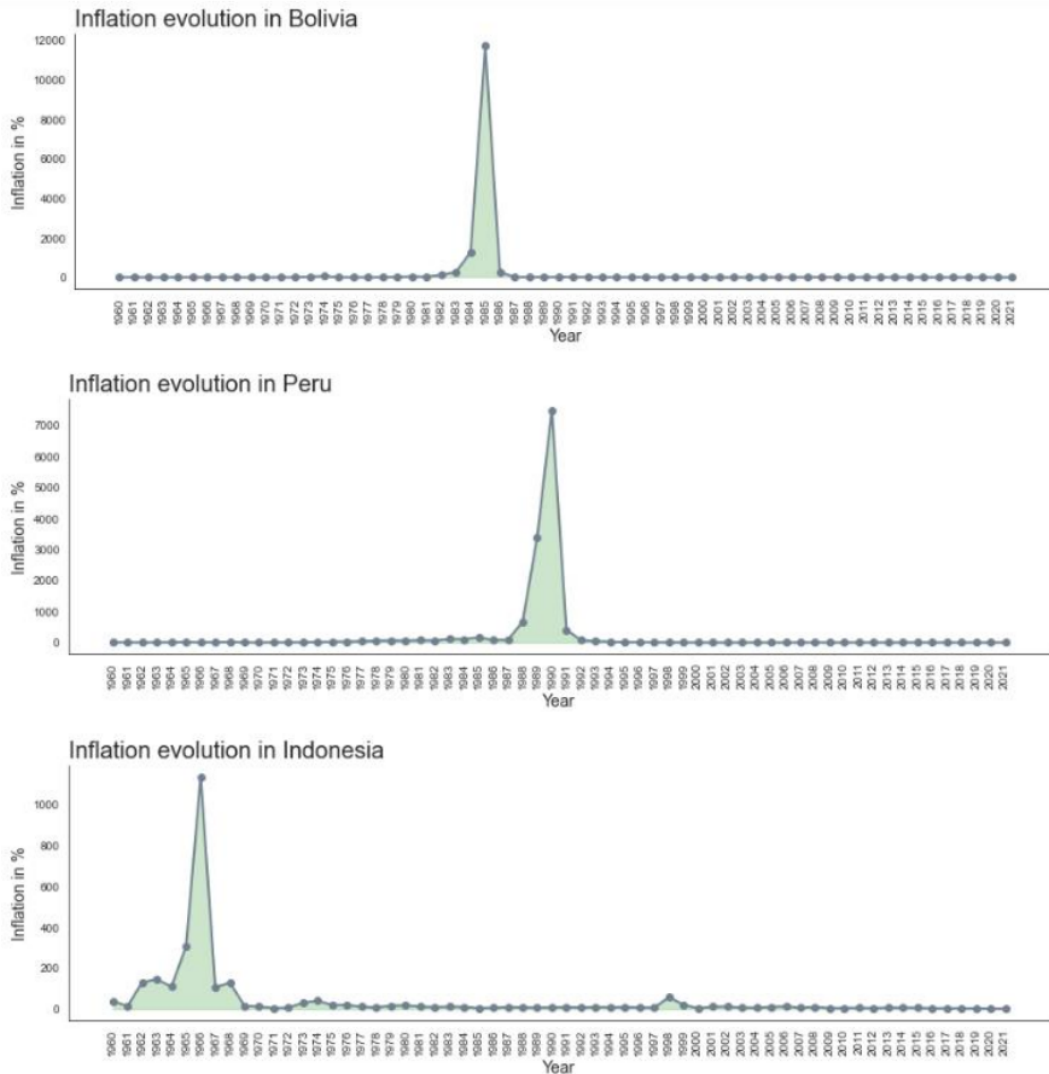 Inflation evolution in Bolivia
12000
10000
8000
6000
4000
2000
0
Inflation in %
1960 1961 1962 1963 1964 1965 1966 1967 1968 1969 1970 1971 1972 1973 1974 1975 1976 1977 1978 1979 1980 1981 1982 1983 1984 1985 1986 1987 1988 1989 1990 1991 1992 1993 1994 1995 1996 1997 1998 1999 2000 2001 2002 2003 2004 2005 2006 2007 2008 2009 2010 2011 2012 2013 2014 2015 2016 2017 2018 2019 2020 2021
Year
Inflation evolution in Peru
7000
6000
5000
4000
3000
2000
1000
0
Inflation in %
1960 1961 1962 1963 1964 1965 1966 1967 1968 1969 1970 1971 1972 1973 1974 1975 1976 1977 1978 1979 1980 1981 1982 1983 1984 1985 1986 1987 1988 1989 1990 1991 1992 1993 1994 1995 1996 1997 1998 1999 2000 2001 2002 2003 2004 2005 2006 2007 2008 2009 2010 2011 2012 2013 2014 2015 2016 2017 2018 2019 2020 2021
Year
Inflation evolution in Indonesia
1000
800
600
400
200
0
Inflation in %
1960 1961 1962 1963 1964 1965 1966 1967 1968 1969 1970 1971 1972 1973 1974 1975 1976 1977 1978 1979 1980 1981 1982 1983 1984 1985 1986 1987 1988 1989 1990 1991 1992 1993 1994 1995 1996 1997 1998 1999 2000 2001 2002 2003 2004 2005 2006 2007 2008 2009 2010 2011 2012 2013 2014 2015 2016 2017 2018 2019 2020 2021
Year